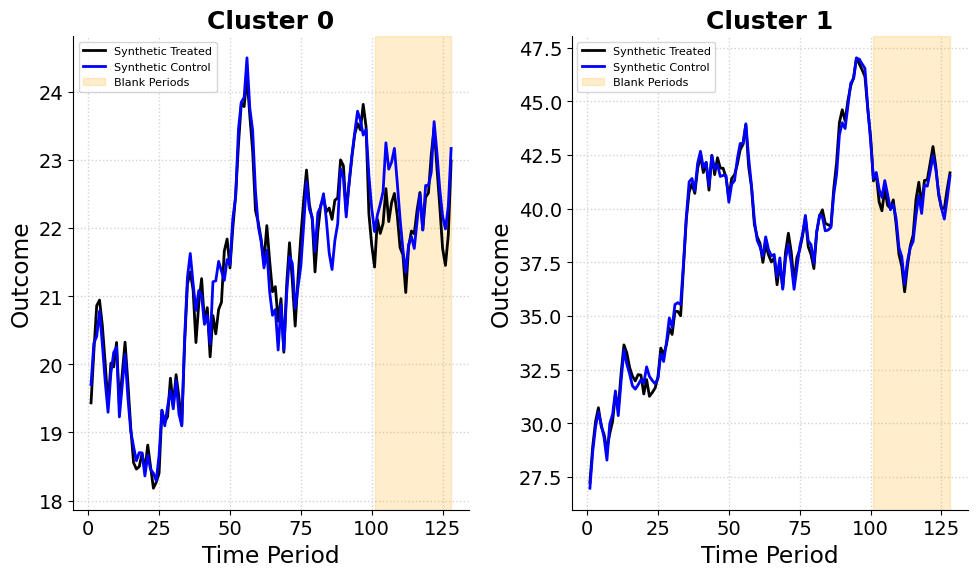 Cluster 0
Synthetic Treated
Synthetic Control
Blank Periods
Outcome
24
23
22
21
20
19
18
0
25
50
75
100
125
Time Period
Cluster 1
Synthetic Treated
Synthetic Control
Blank Periods
Outcome
47.5
45.0
42.5
40.0
37.5
35.0
32.5
30.0
27.5
0
25
50
75
100
125
Time Period